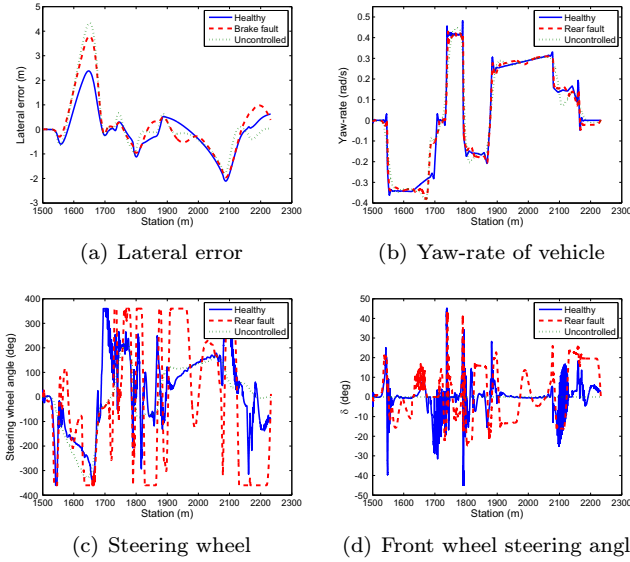 4
3
2
1
0
-1
-2
-3
Lateral error (m)
Healthy
Brake fault
Uncontrolled
1500 1600 1700 1800 1900 2000 2100 2200 2300
Station (m)
(a) Lateral error
0.5
0.4
0.3
0.2
0.1
0
-0.1
-0.2
-0.3
-0.4
Yaw-rate (rad/s)
Healthy
Rear fault
Uncontrolled
1500 1600 1700 1800 1900 2000 2100 2200 2300
Station (m)
(b) Yaw-rate of vehicle
400
300
200
100
0
-100
-200
-300
-400
Steering wheel angle (deg)
Healthy
Rear fault
Uncontrolled
1500 1600 1700 1800 1900 2000 2100 2200 2300
Station (m)
(c) Steering wheel
50
40
30
20
10
0
-10
-20
-30
-40
-50
δ (deg)
Healthy
Rear fault
Uncontrolled
1500 1600 1700 1800 1900 2000 2100 2200 2300
Station (m)
(d) Front wheel steering angl